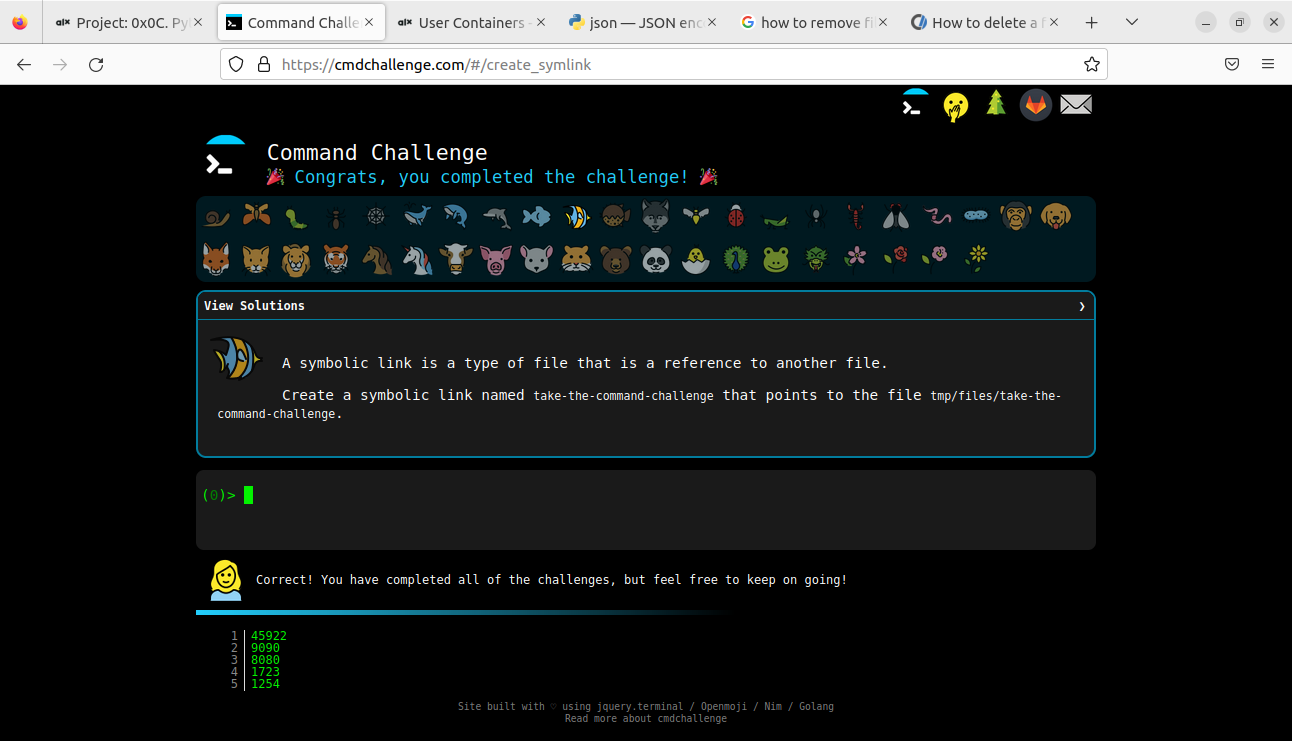 Project: 0x0C. Py
Command Challe
User Containers -
json — JSON enc
how to remove fi
How to delete a f
https://cmdchallenge.com/#/create_symlink
Command Challenge
Congrats, you completed the challenge!
View Solutions
A symbolic link is a type of file that is a reference to another file.
Create a symbolic link named take-the-command-challenge that points to the file tmp/files/take-the-
command-challenge.
(0)>
Correct! You have completed all of the challenges, but feel free to keep on going!
1 45922
2 9090
3 8080
4 1723
5 1254
Site built with ♡ using jquery.terminal / Openmoji / Nim / Golang
Read more about cmdchallenge